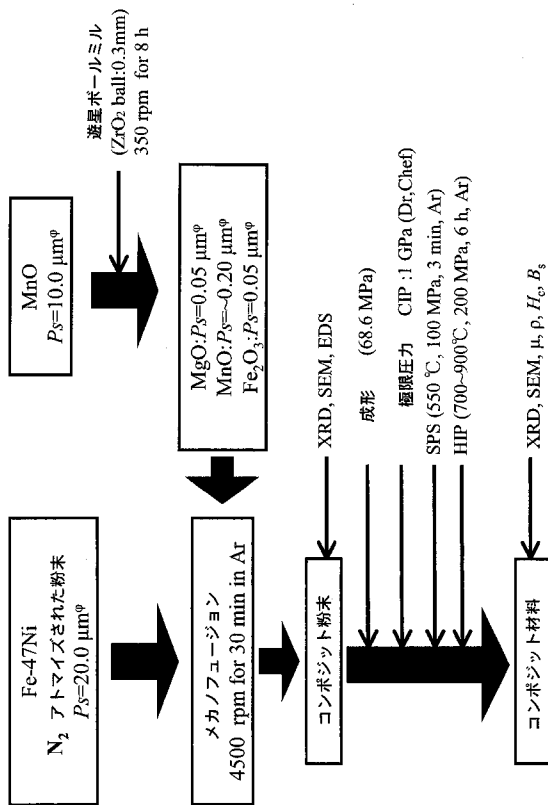 Fe-47Ni
N₂ アトマイズされた粉末
Ps=20.0 μmφ
MnO
Ps=10.0 μmφ
遊星ボールミル
(ZrO₂ ball:0.3mm)
350 rpm for 8 h
MgO:Ps=0.05 μmφ
MnO:Ps=~0.20 μmφ
Fe₂O₃:Ps=0.05 μmφ
メカノフュージョン
4500 rpm for 30 min in Ar
コンポジット粉末
XRD, SEM, EDS
成形 (68.6 MPa)
極限圧力 CIP :1 GPa (Dr,Chef)
SPS (550 ℃, 100 MPa, 3 min, Ar)
HIP (700~900℃, 200 MPa, 6 h, Ar)
コンポジット材料
XRD, SEM, μ, ρ, Hc, Bs